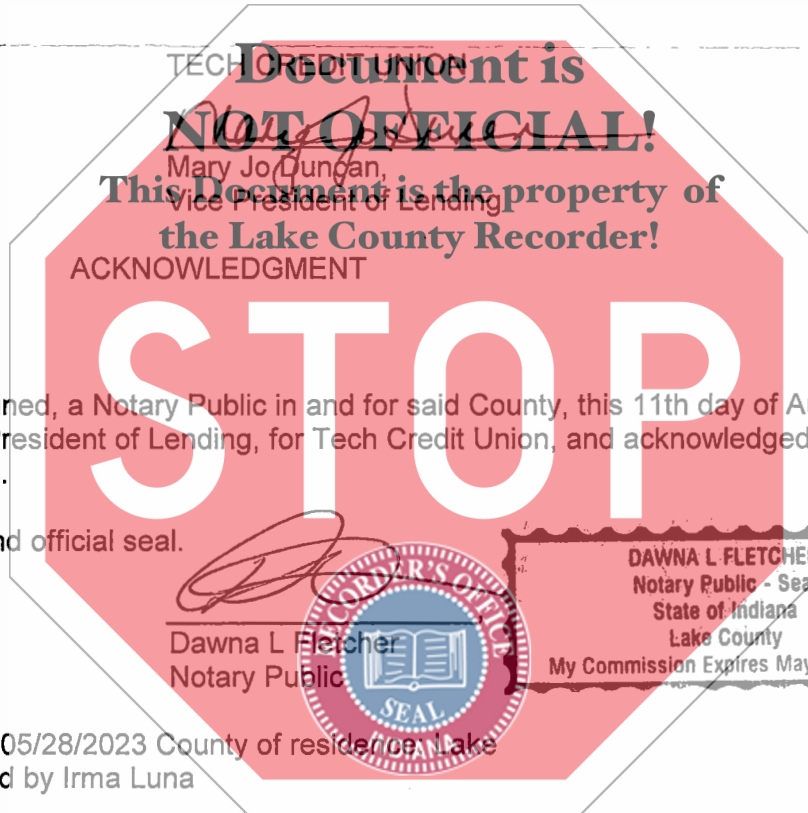 TECH CREDIT UNION
Document is
NOT OFFICIAL!
Mary Jo Duncan,
Vice President of Lending
This Document is the property of
the Lake County Recorder!
ACKNOWLEDGMENT
STOP
ned, a Notary Public in and for said County, this 11th day of A
resident of Lending, for Tech Credit Union, and acknowledged
.
d official seal.
DAWNA L FLETCHE
Notary Public - Sea
State of Indiana
Lake County
My Commission Expires May
Dawna L Fletcher
Notary Public
RECORDER'S OFFICE
SEAL
INDIANA
05/28/2023 County of residence: Lake
d by Irma Luna